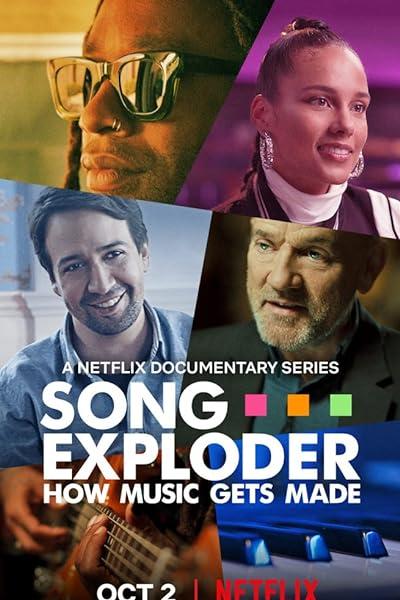 A NETFLIX DOCUMENTARY SERIES
SONG
EXPLODER
HOW MUSIC GETS MADE
OCT 2 | NETFLIX